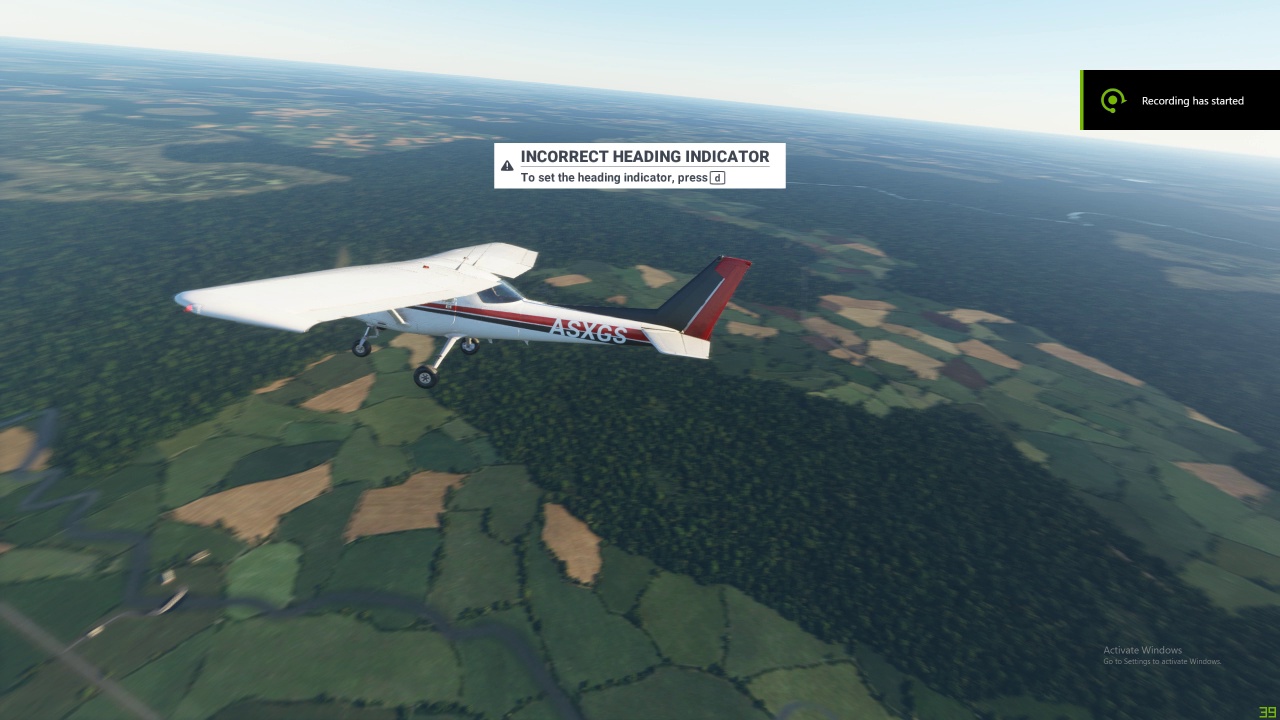 Recording has started
INCORRECT HEADING INDICATOR
To set the heading indicator, press d
ASXGS
Activate Windows
Go to Settings to activate Windows.
39